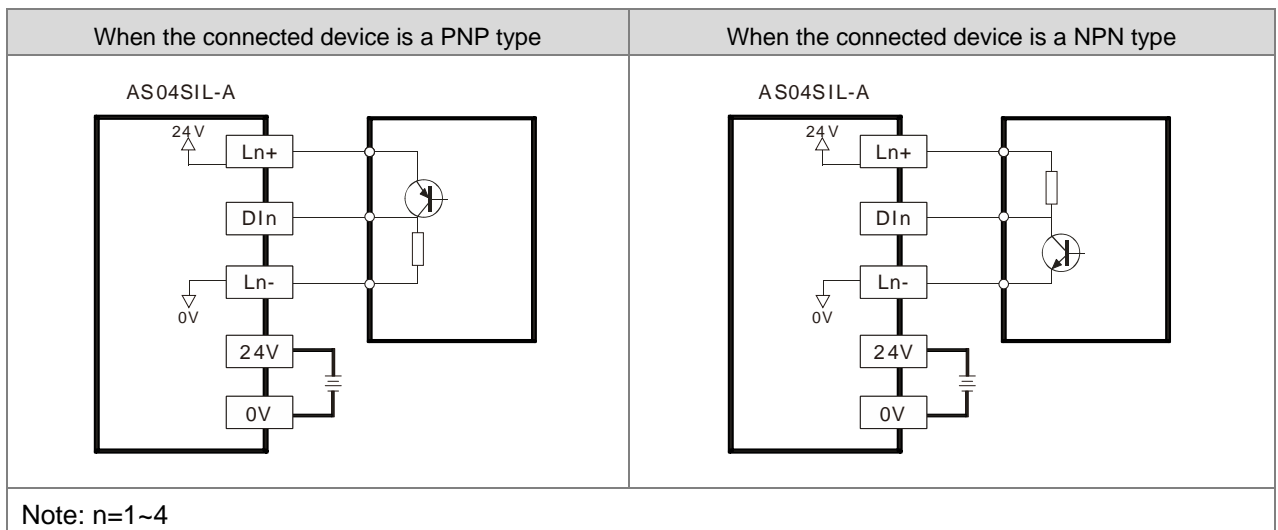 When the connected device is a PNP type
When the connected device is a NPN type
AS04SIL-A
24V
Ln+
DIn
Ln-
0V
24V
0V
AS04SIL-A
24V
Ln+
DIn
Ln-
0V
24V
0V
Note: n=1~4